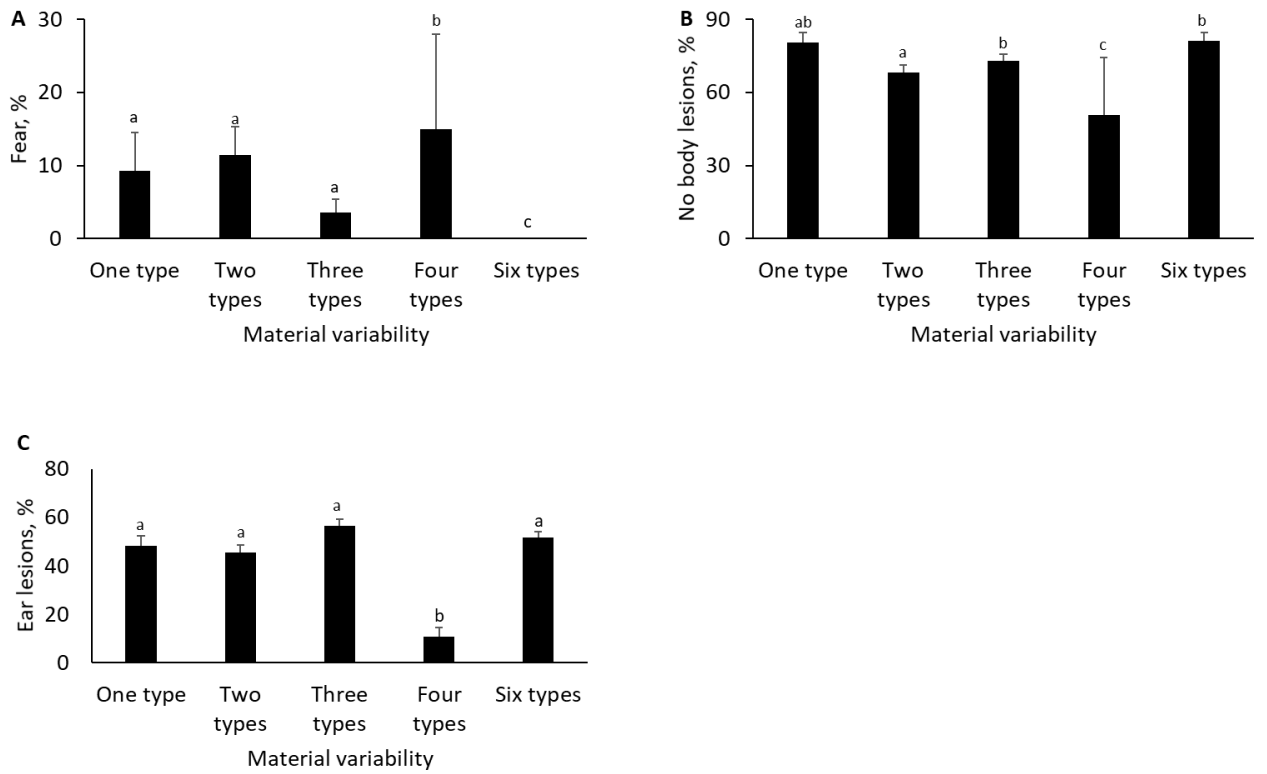 A
Fear, %
30
20
10
0
a
a
a
b
c
One type
Two
types
Three
types
Four
types
Six types
Material variability
B
No body lesions, %
90
60
30
0
ab
a
b
c
b
One type
Two
types
Three
types
Four
types
Six types
Material variability
C
Ear lesions, %
80
60
40
20
0
a
a
a
b
a
One type
Two
types
Three
types
Four
types
Six types
Material variability